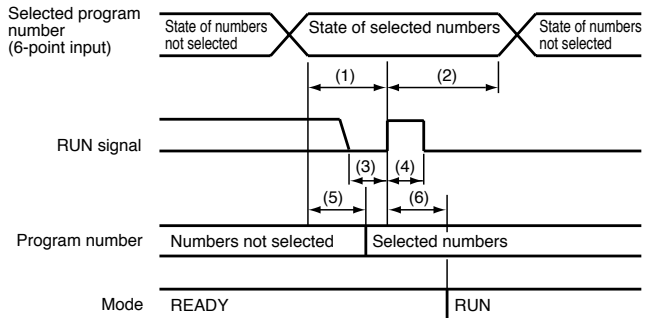 Selected program
number
(6-point input)
State of numbers
not selected
State of selected numbers
State of numbers
not selected
(1)
(2)
RUN signal
(3)
(4)
(5)
(6)
Program number
Numbers not selected
Selected numbers
Mode
READY
RUN